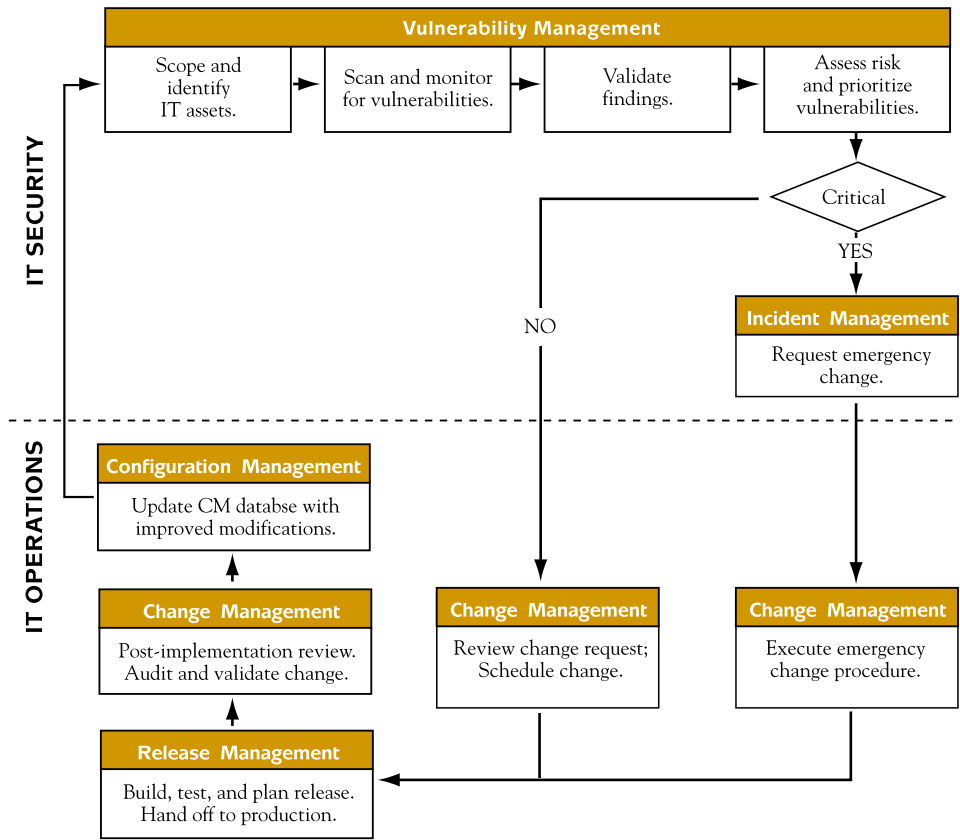 Vulnerability Management
Scope and
identify
IT assets.
Scan and monitor
for vulnerabilities.
Validate
findings.
Assess risk
and prioritize
vulnerabilities.
IT SECURITY
Critical
YES
NO
Incident Management
Request emergency
change.
IT OPERATIONS
Configuration Management
Update CM databse with
improved modifications.
Change Management
Post-implementation review.
Audit and validate change.
Change Management
Review change request;
Schedule change.
Change Management
Execute emergency
change procedure.
Release Management
Build, test, and plan release.
Hand off to production.